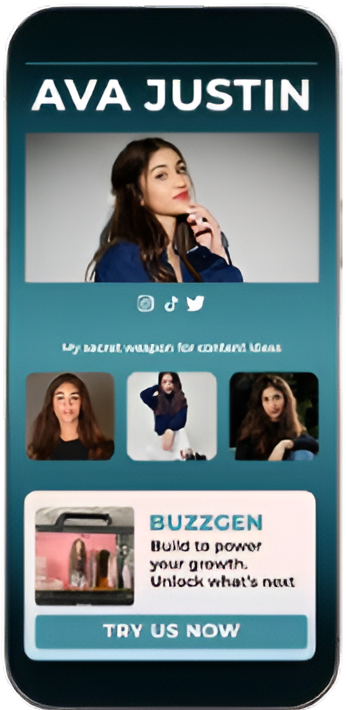 AVA JUSTIN
My secret weapon for content ideas
BUZZGEN
Build to power
your growth.
Unlock what's next
TRY US NOW